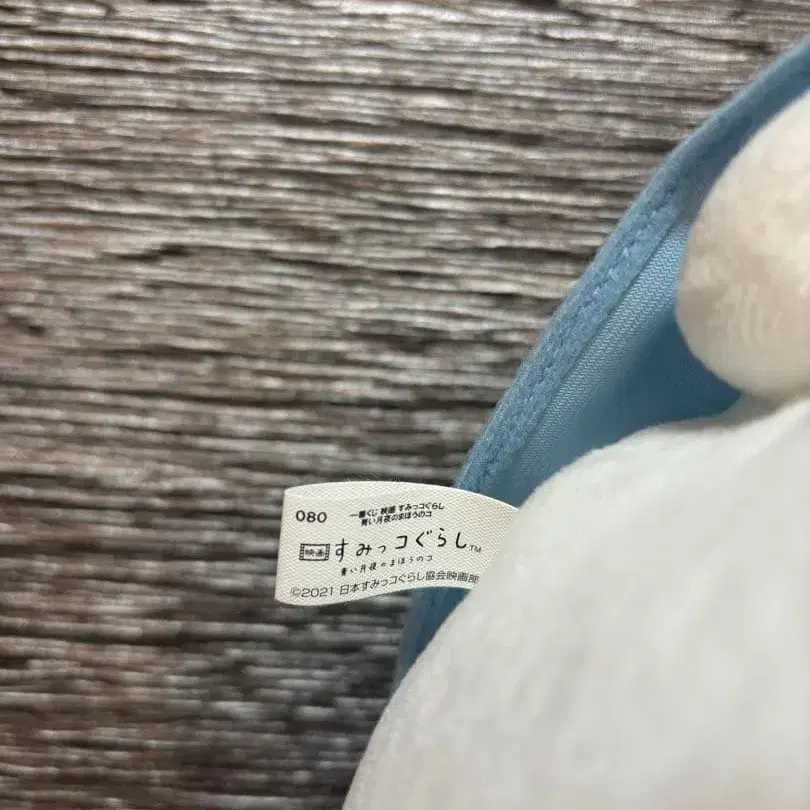 080
一番くじ 映画 すみっコぐらし
青い月夜のまほうのコ
映画 すみっコぐらし™
青い月夜のまほうのコ
©2021 日本すみっコぐらし協会映画部